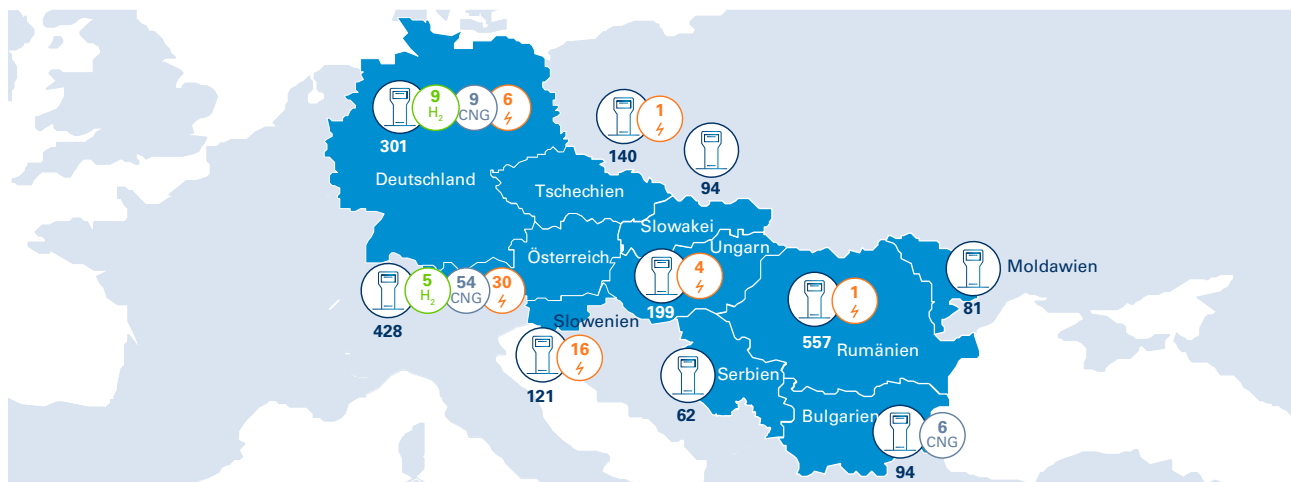 9
H₂
9
CNG
6
301
Deutschland
1
140
94
Tschechien
Slowakei
Ungarn
Österreich
5
H₂
54
CNG
30
428
4
199
Slowenien
16
121
1
557
Rumänien
Moldawien
81
Serbien
62
Bulgarien
6
CNG
94